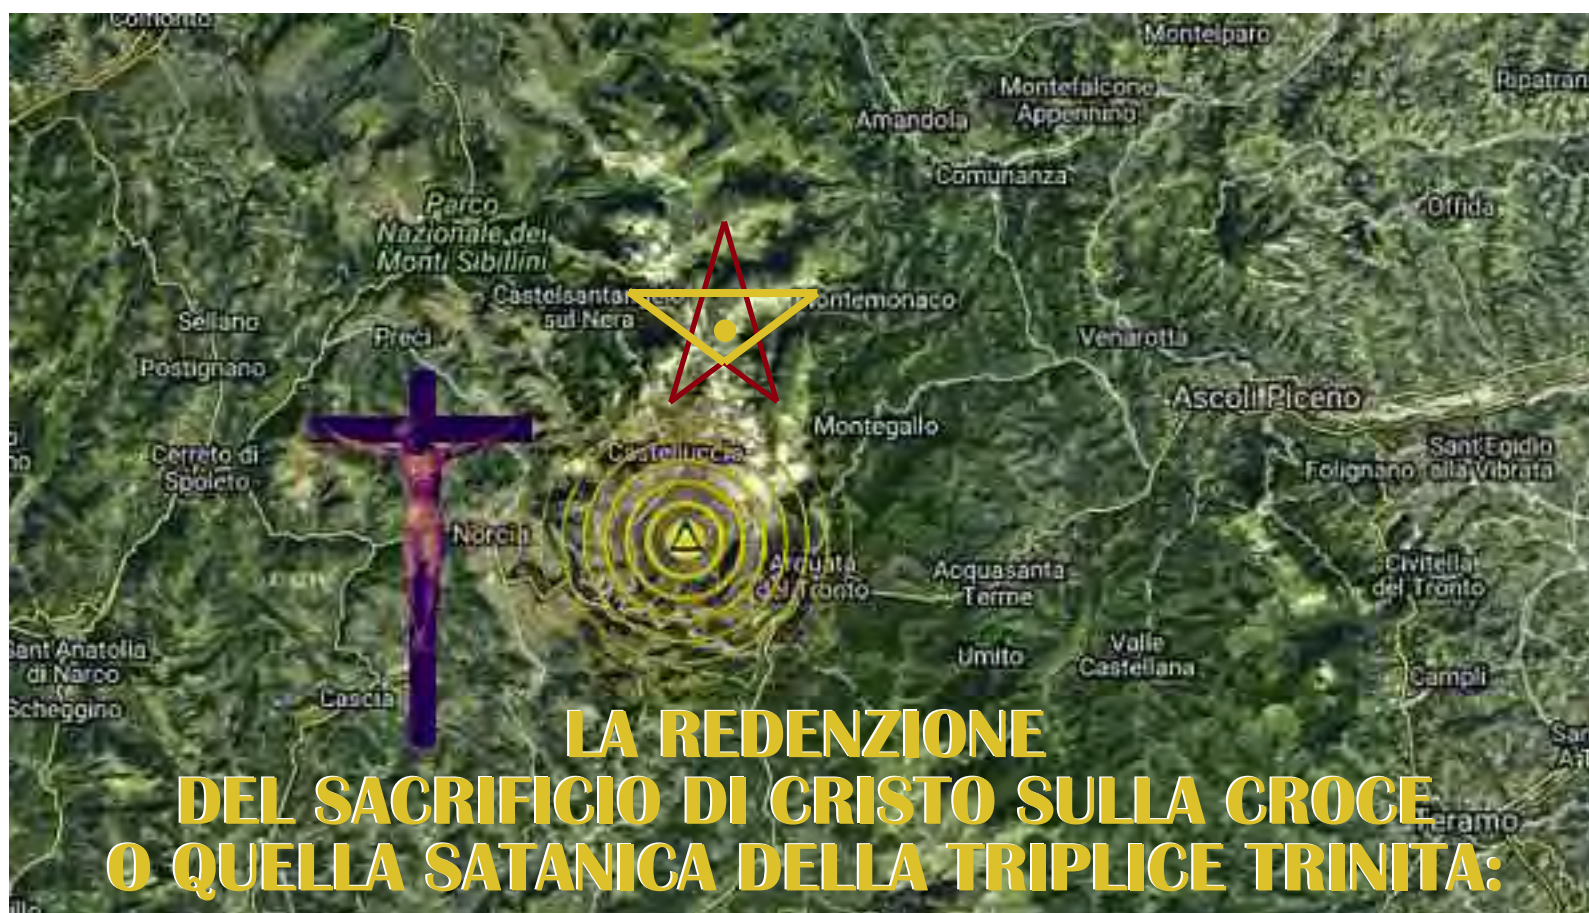 Colfiorito
Montelparo
Montefalcone
Appennino
Amandola
Comunanza
Parco
Nazionale dei
Monti Sibillini
Offida
Sellano
Preci
Postignano
sul Nera
Venarotta
Ascoli Piceno
Montegallo
Castelluccio
Sant'Egidio
alla Vibrata
Folignano
Cerreto di
Spoleto
Norcia
Arquata
del Tronto
Acquasanta
Terme
Civitella
del Tronto
Umito
Valle
Castellana
Campli
Sant Anatolia
di Narco
Scheggino
Cascia
Teramo
LA REDENZIONE
DEL SACRIFICIO DI CRISTO SULLA CROCE
O QUELLA SATANICA DELLA TRIPLICE TRINITA: